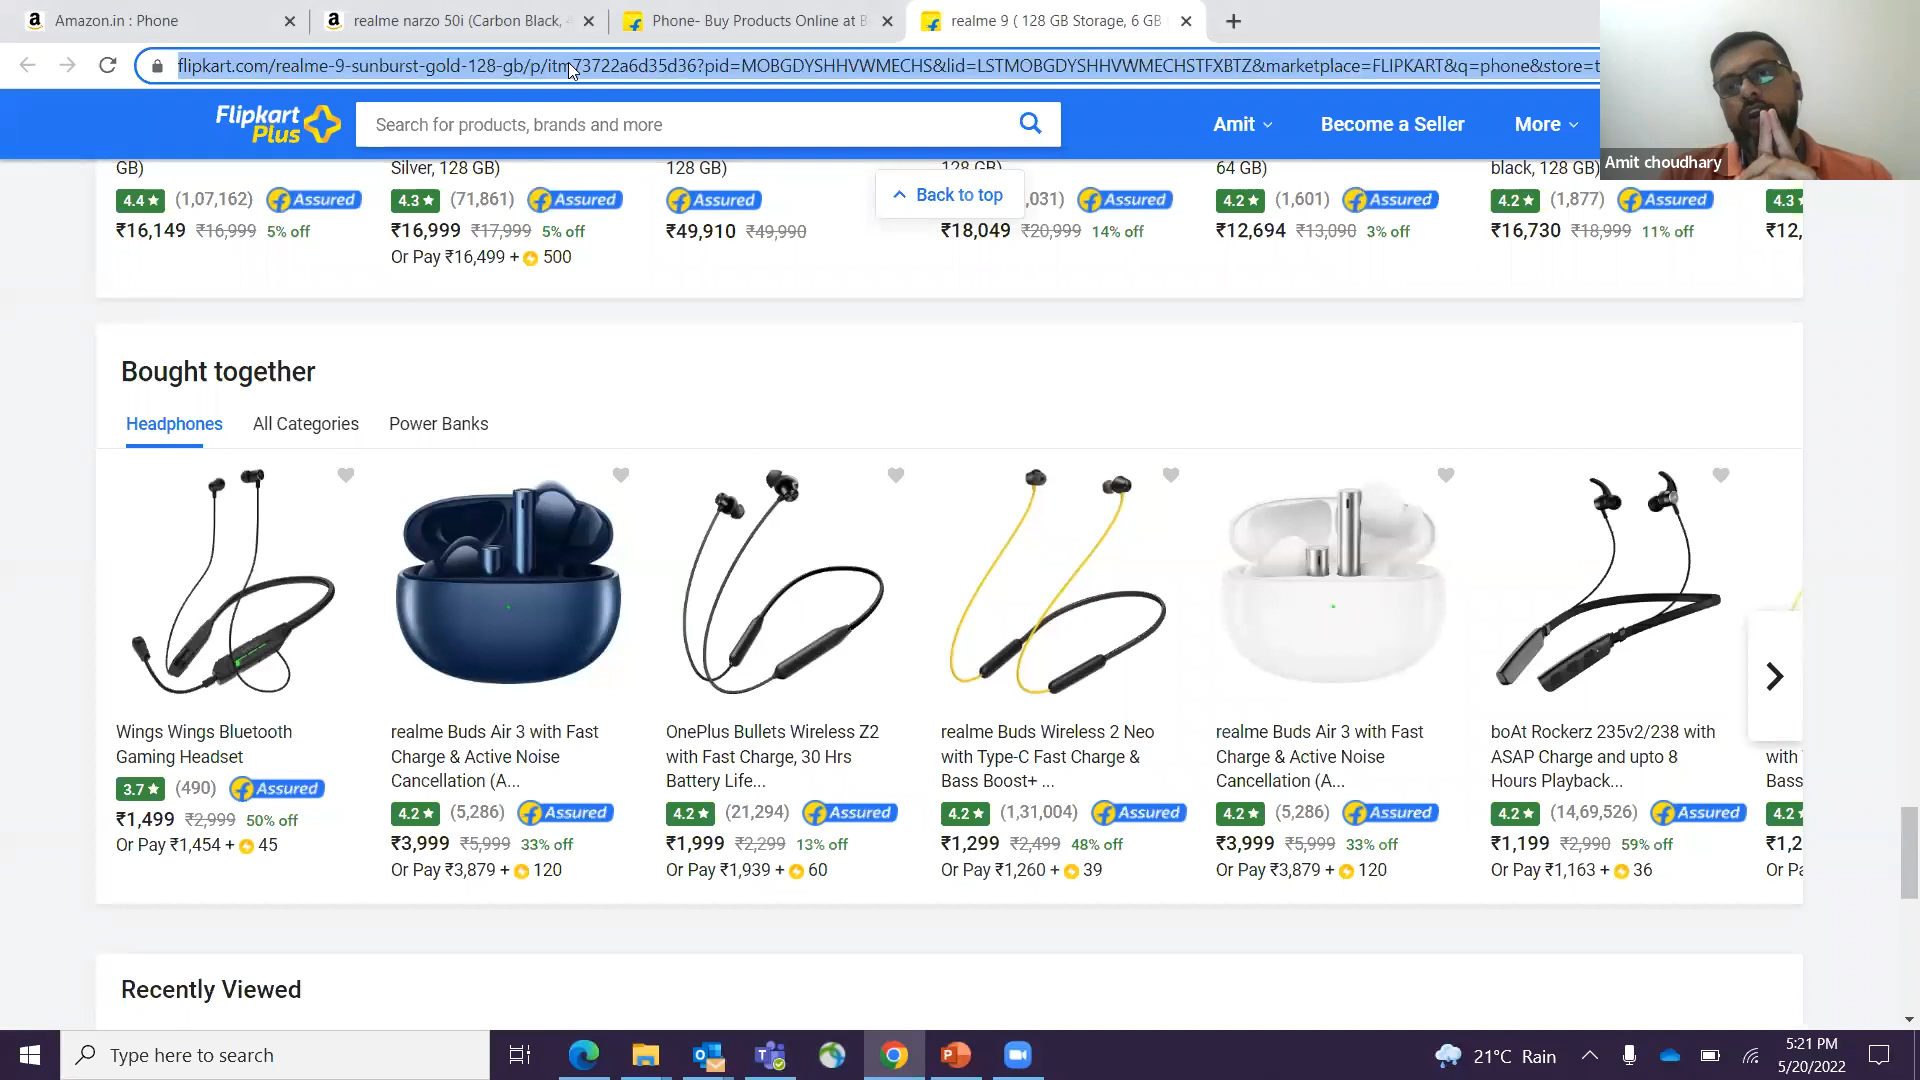 Amazon.in : Phone
realme narzo 50i (Carbon Black, 4
Phone- Buy Products Online at B
realme 9 ( 128 GB Storage, 6 GB
flipkart.com/realme-9-sunburst-gold-128-gb/p/itm73722a6d35d36?pid=MOBGDYSHHVWMECHS&lid=LSTMOBGDYSHHVWMECHSTFXBTZ&marketplace=FLIPKART&q=phone&store=t
Flipkart
Plus
Search for products, brands and more
Amit
Become a Seller
More
Amit choudhary
GB)
4.4★ (1,07,162) Assured
₹16,149 ₹16,999 5% off
Silver, 128 GB)
4.3★ (71,861) Assured
₹16,999 ₹17,999 5% off
Or Pay ₹16,499 + 500
128 GB)
Assured
₹49,910 ₹49,990
128 GB)
Back to top
,031) Assured
₹18,049 ₹20,999 14% off
64 GB)
4.2★ (1,601) Assured
₹12,694 ₹13,090 3% off
black, 128 GB)
4.2★ (1,877) Assured
₹16,730 ₹18,999 11% off
4.3
₹12,
Bought together
Headphones All Categories Power Banks
Wings Wings Bluetooth
Gaming Headset
3.7★ (490) Assured
₹1,499 ₹2,999 50% off
Or Pay ₹1,454 + 45
realme Buds Air 3 with Fast
Charge & Active Noise
Cancellation (A...
4.2★ (5,286) Assured
₹3,999 ₹5,999 33% off
Or Pay ₹3,879 + 120
OnePlus Bullets Wireless Z2
with Fast Charge, 30 Hrs
Battery Life...
4.2★ (21,294) Assured
₹1,999 ₹2,299 13% off
Or Pay ₹1,939 + 60
realme Buds Wireless 2 Neo
with Type-C Fast Charge &
Bass Boost+ ...
4.2★ (1,31,004) Assured
₹1,299 ₹2,499 48% off
Or Pay ₹1,260 + 39
realme Buds Air 3 with Fast
Charge & Active Noise
Cancellation (A...
4.2★ (5,286) Assured
₹3,999 ₹5,999 33% off
Or Pay ₹3,879 + 120
boAt Rockerz 235v2/238 with
ASAP Charge and upto 8
Hours Playback...
4.2★ (14,69,526) Assured
₹1,199 ₹2,990 59% off
Or Pay ₹1,163 + 36
with
Bass
4.2
₹1,2
Or Pa
Recently Viewed
Type here to search
21°C Rain
5:21 PM
5/20/2022